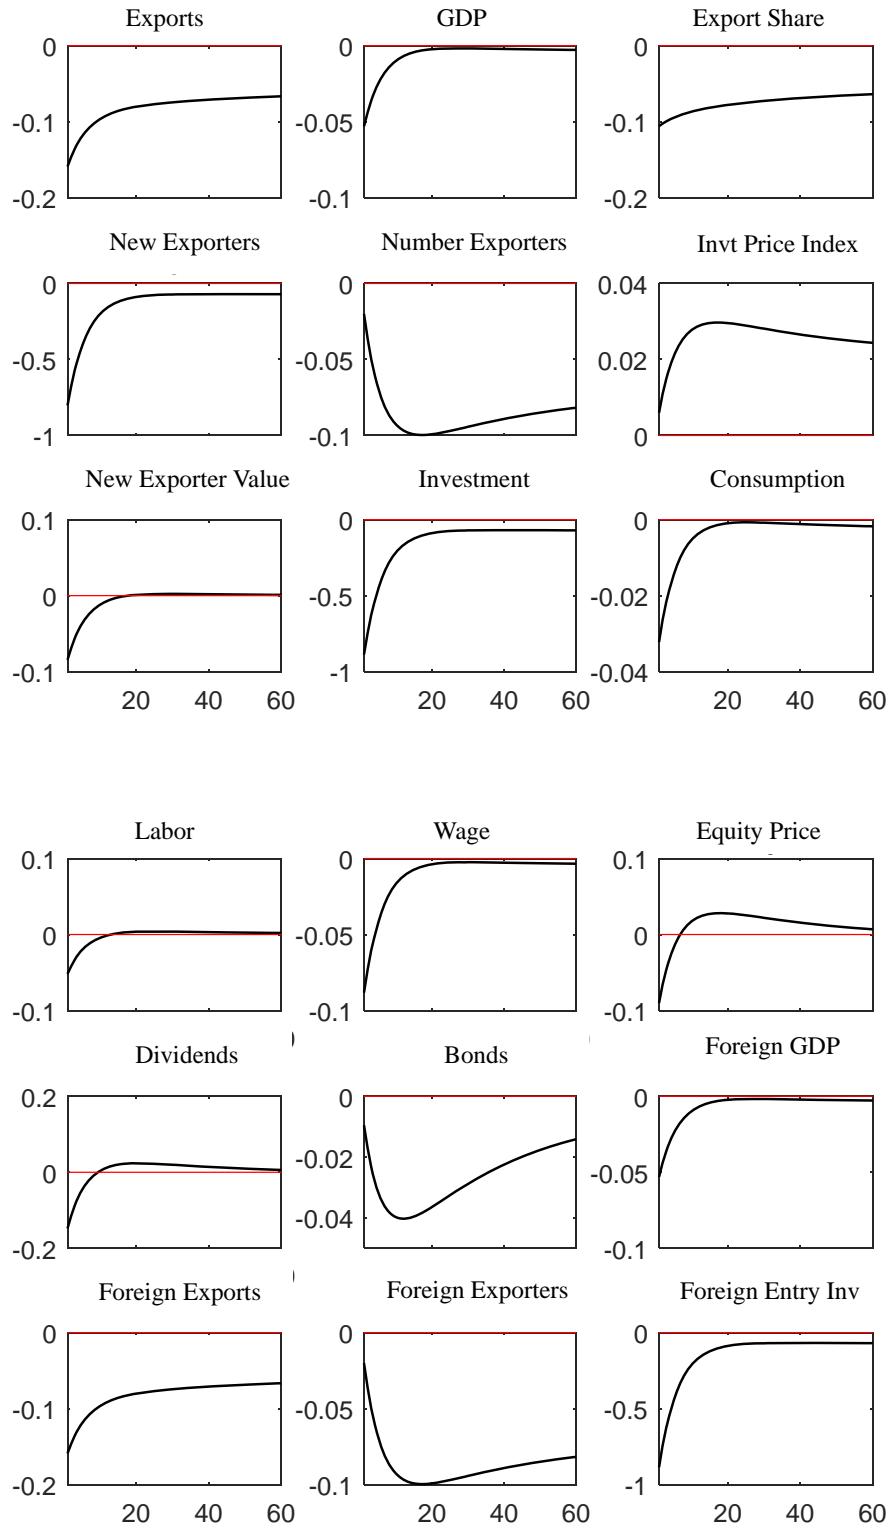 Exports GDP Export Share
0 0 0
-0.1 -0.05 -0.1
-0.2 -0.1 -0.2
New Exporters Number Exporters Invt Price Index
0 0 0.04
-0.5 -0.05 0.02
-1 -0.1 0
New Exporter Value Investment Consumption
0.1 0 0
0 -0.5 -0.02
-0.1 -1 -0.04
20 40 60 20 40 60 20 40 60
Labor Wage Equity Price
0.1 0 0.1
0 -0.05 0
-0.1 -0.1 -0.1
Dividends Bonds Foreign GDP
0.2 0 0
0 -0.02 -0.05
-0.2 -0.04 -0.1
Foreign Exports Foreign Exporters Foreign Entry Inv
0 0 0
-0.1 -0.05 -0.5
-0.2 -0.1 -1
20 40 60 20 40 60 20 40 60